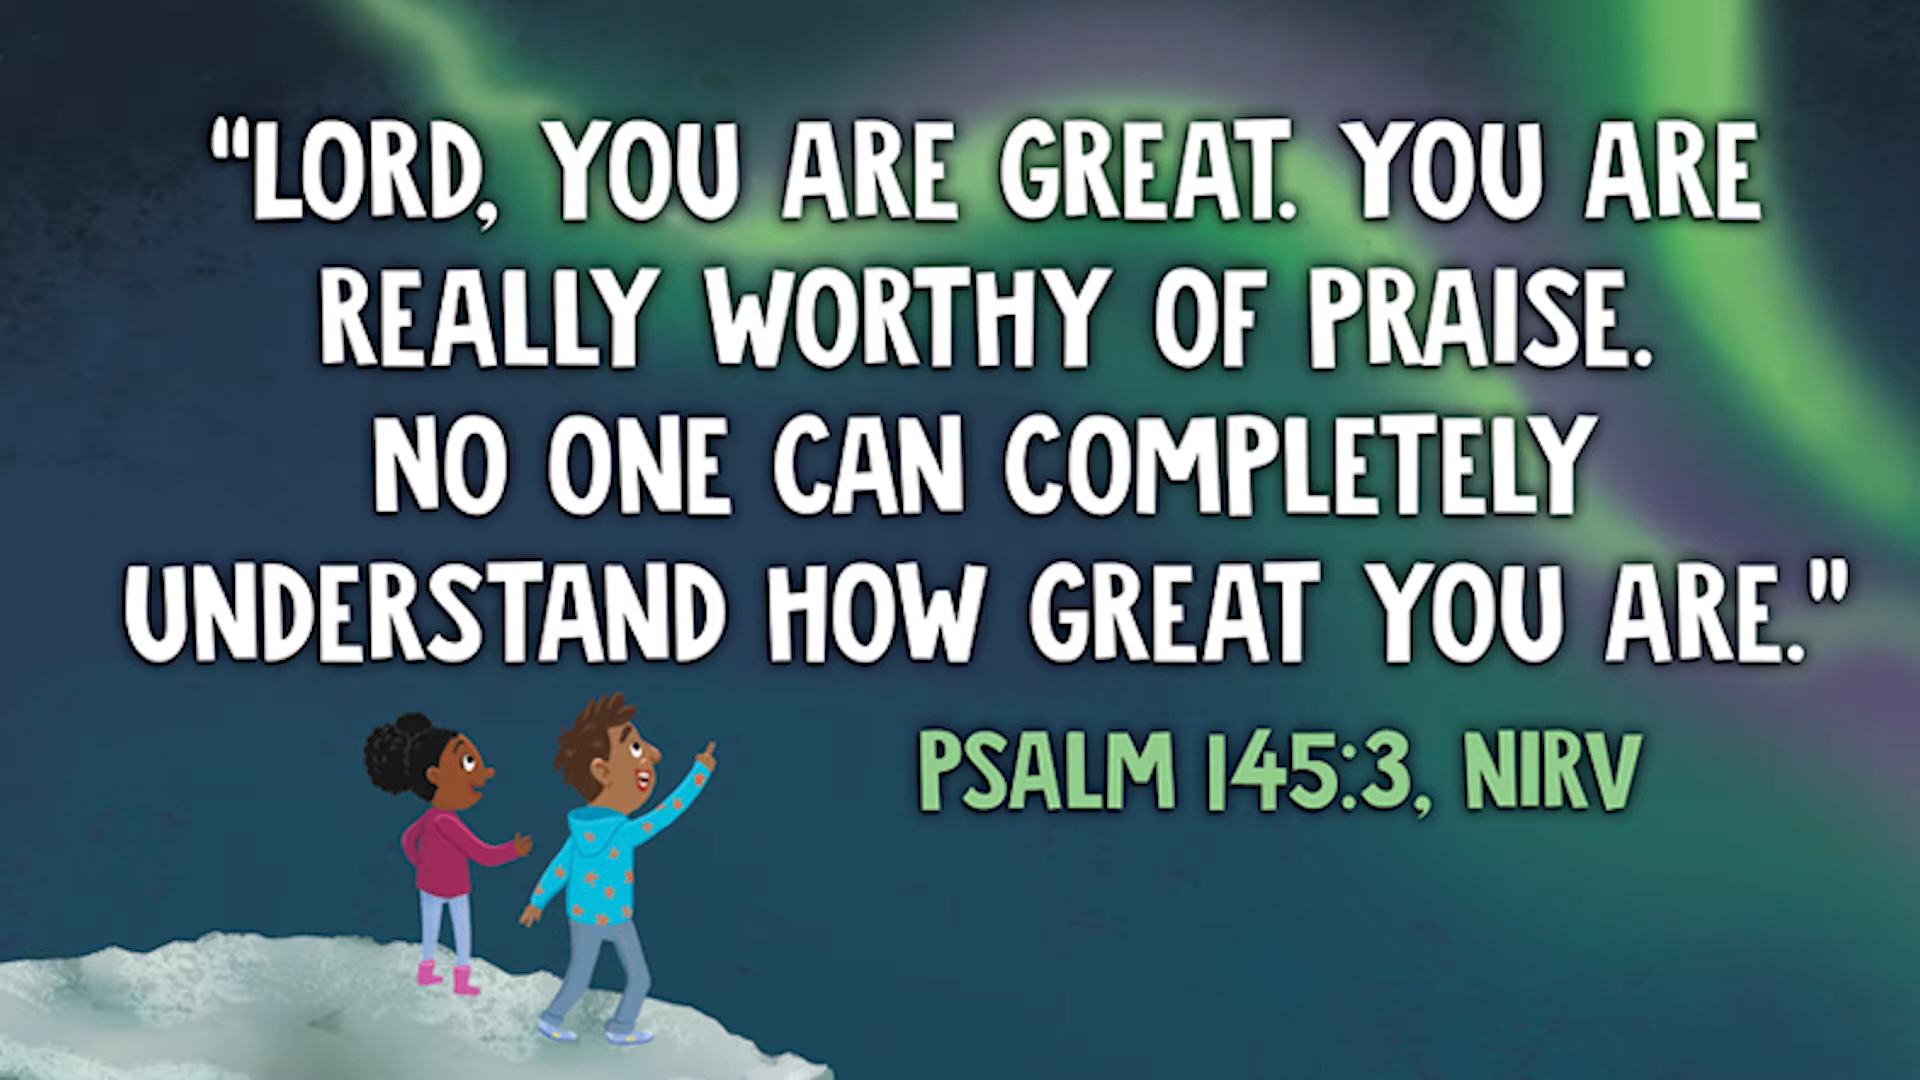 "LORD, YOU ARE GREAT. YOU ARE
REALLY WORTHY OF PRAISE.
NO ONE CAN COMPLETELY
UNDERSTAND HOW GREAT YOU ARE."
PSALM 145:3, NIRV